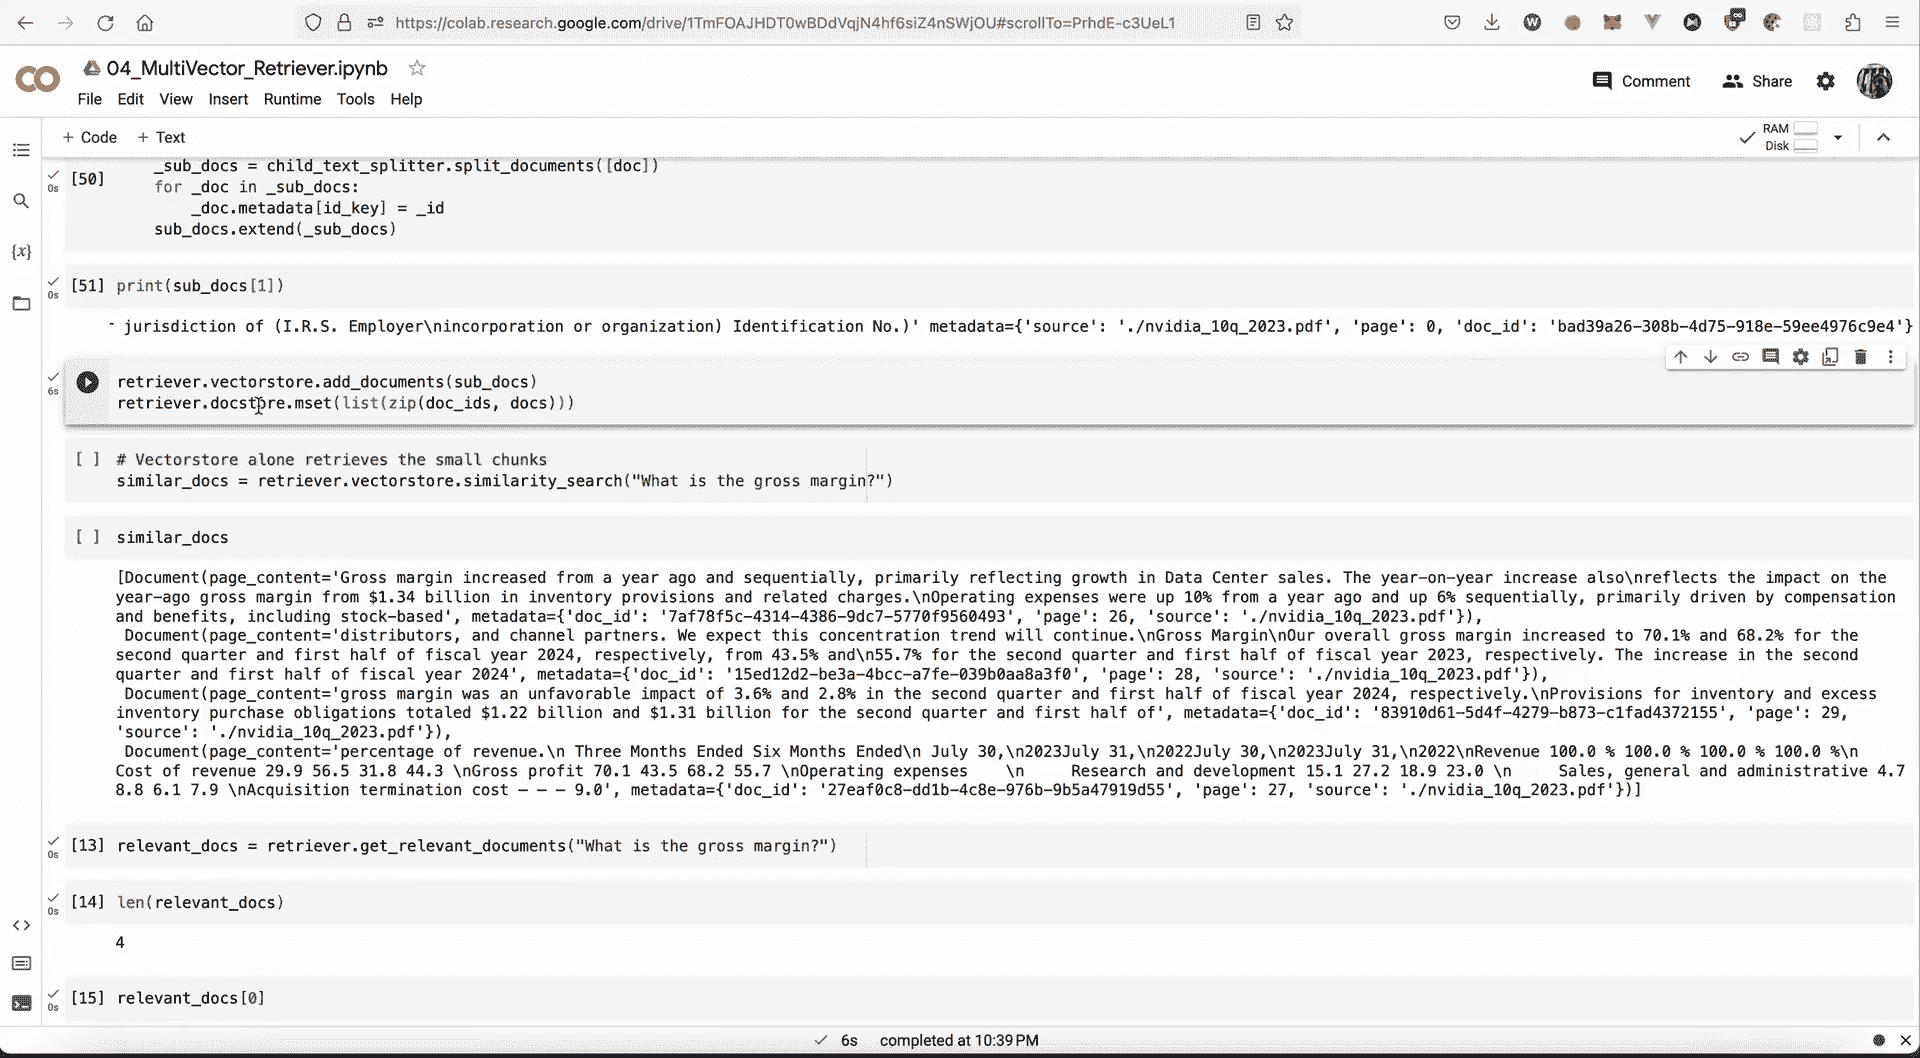 https://colab.research.google.com/drive/1TmFOAJHDT0wBDdVqjN4hf6siZ4nSWjOU#scrollTo=PrhdE-c3UeL1
04_MultiVector_Retriever.ipynb
Comment
Share
File Edit View Insert Runtime Tools Help
+ Code + Text
RAM
Disk
_sub_docs = child_text_splitter.split_documents([doc])
[50]
0s
for _doc in _sub_docs:
_doc.metadata[id_key] = _id
sub_docs.extend(_sub_docs)
[51] print(sub_docs[1])
0s
jurisdiction of (I.R.S. Employer\nincorporation or organization) Identification No.)' metadata={'source': './nvidia_10q_2023.pdf', 'page': 0, 'doc_id': 'bad39a26-308b-4d75-918e-59ee4976c9e4'}
retriever.vectorstore.add_documents(sub_docs)
6s
retriever.docstore.mset(list(zip(doc_ids, docs)))
[ ] # Vectorstore alone retrieves the small chunks
similar_docs = retriever.vectorstore.similarity_search("What is the gross margin?")
[ ] similar_docs
[Document(page_content='Gross margin increased from a year ago and sequentially, primarily reflecting growth in Data Center sales. The year-on-year increase also\nreflects the impact on the
year-ago gross margin from $1.34 billion in inventory provisions and related charges.\nOperating expenses were up 10% from a year ago and up 6% sequentially, primarily driven by compensation
and benefits, including stock-based', metadata={'doc_id': '7af78f5c-4314-4386-9dc7-5770f9560493', 'page': 26, 'source': './nvidia_10q_2023.pdf'}),
Document(page_content='distributors, and channel partners. We expect this concentration trend will continue.\nGross Margin\nOur overall gross margin increased to 70.1% and 68.2% for the
second quarter and first half of fiscal year 2024, respectively, from 43.5% and\n55.7% for the second quarter and first half of fiscal year 2023, respectively. The increase in the second
quarter and first half of fiscal year 2024', metadata={'doc_id': '15ed12d2-be3a-4bcc-a7fe-039b0aa8a3f0', 'page': 28, 'source': './nvidia_10q_2023.pdf'}),
Document(page_content='gross margin was an unfavorable impact of 3.6% and 2.8% in the second quarter and first half of fiscal year 2024, respectively.\nProvisions for inventory and excess
inventory purchase obligations totaled $1.22 billion and $1.31 billion for the second quarter and first half of', metadata={'doc_id': '83910d61-5d4f-4279-b873-c1fad4372155', 'page': 29,
'source': './nvidia_10q_2023.pdf'}),
Document(page_content='percentage of revenue.\n Three Months Ended Six Months Ended\n July 30,\n2023July 31,\n2022July 30,\n2023July 31,\n2022\nRevenue 100.0 % 100.0 % 100.0 % 100.0 %\n
Cost of revenue 29.9 56.5 31.8 44.3 \nGross profit 70.1 43.5 68.2 55.7 \nOperating expenses \n Research and development 15.1 27.2 18.9 23.0 \n Sales, general and administrative 4.7
8.8 6.1 7.9 \nAcquisition termination cost — — — 9.0', metadata={'doc_id': '27eaf0c8-dd1b-4c8e-976b-9b5a47919d55', 'page': 27, 'source': './nvidia_10q_2023.pdf'})]
[13] relevant_docs = retriever.get_relevant_documents("What is the gross margin?")
0s
[14] len(relevant_docs)
0s
4
[15] relevant_docs[0]
0s
6s completed at 10:39 PM